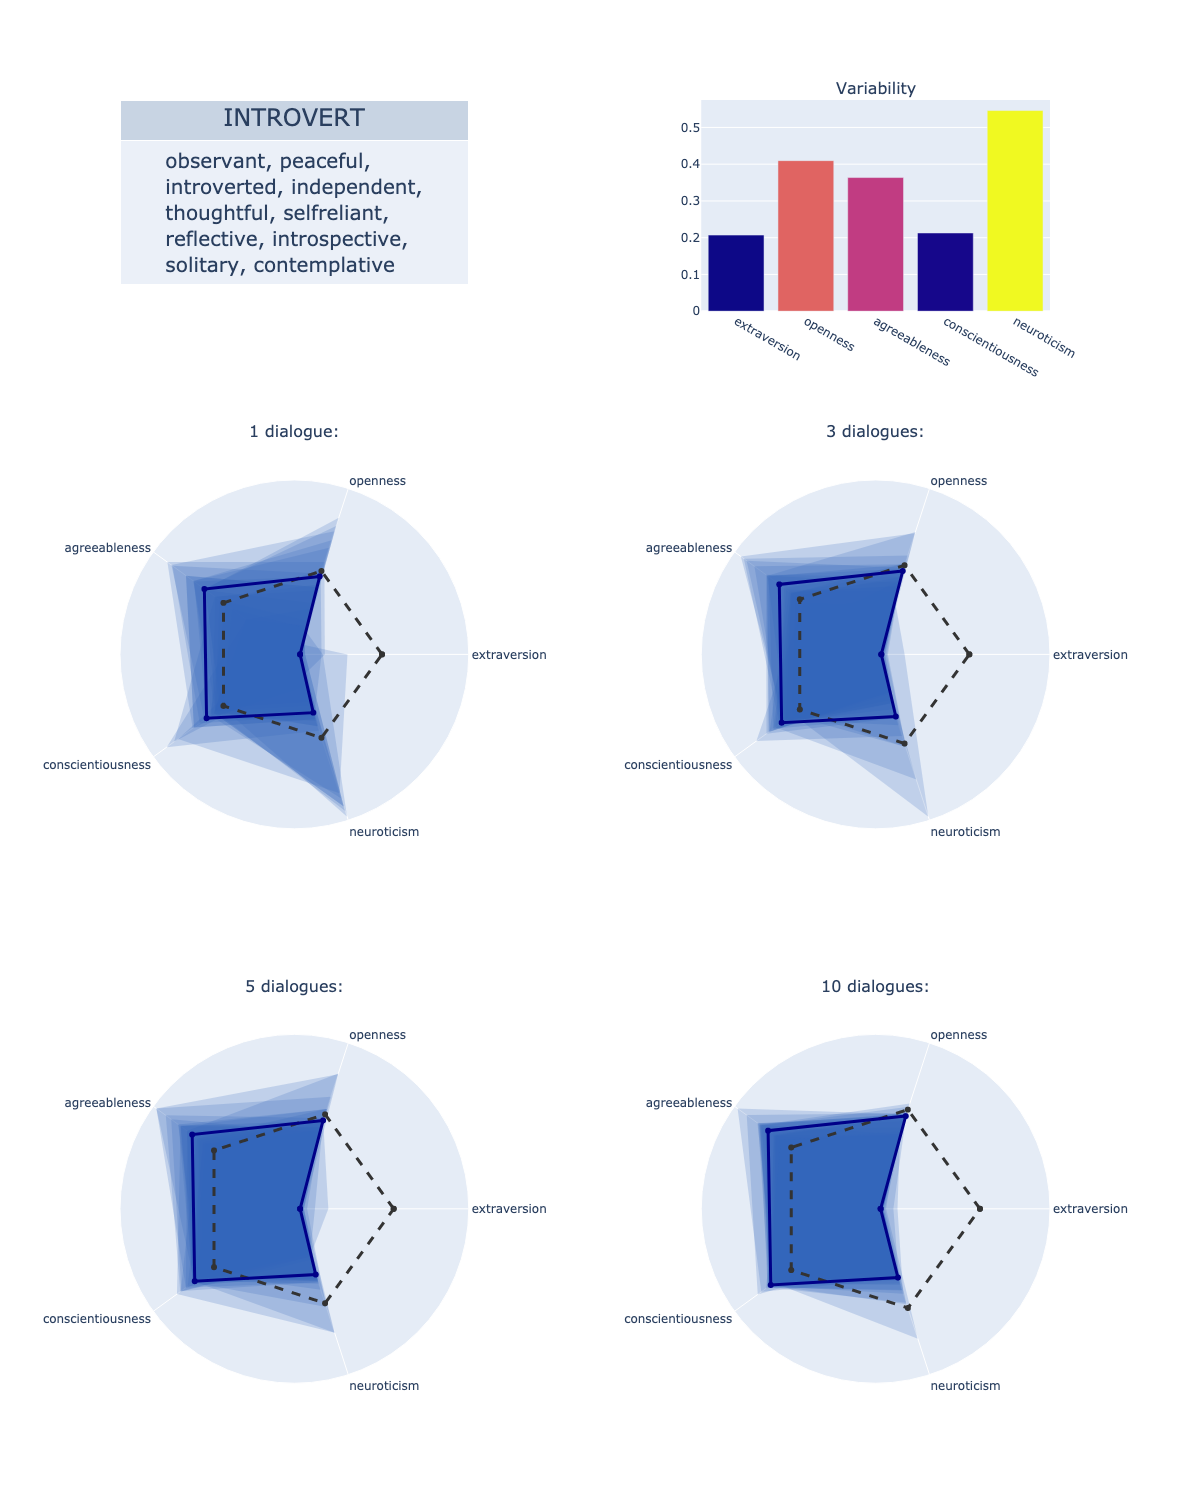 INTROVERT
observant, peaceful,
introverted, independent,
thoughtful, selfreliant,
reflective, introspective,
solitary, contemplative
Variability
0.5
0.4
0.3
0.2
0.1
0
extraversion
openness
agreeableness
conscientiousness
neuroticism
1 dialogue:
openness
agreeableness
extraversion
conscientiousness
neuroticism
3 dialogues:
openness
agreeableness
extraversion
conscientiousness
neuroticism
5 dialogues:
openness
agreeableness
extraversion
conscientiousness
neuroticism
10 dialogues:
openness
agreeableness
extraversion
conscientiousness
neuroticism